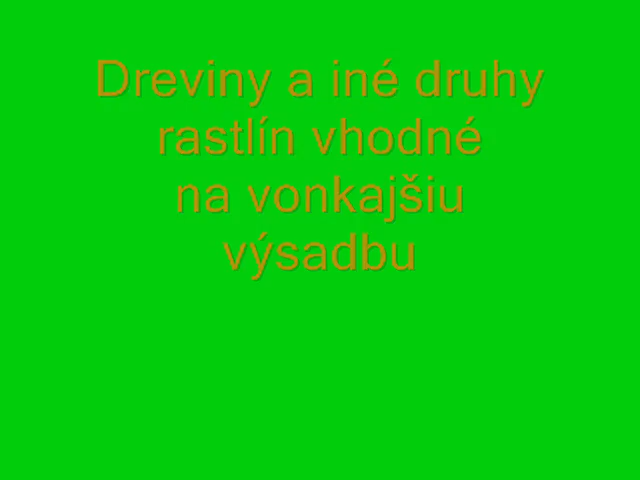 Dreviny a iné druhy
rastlín vhodné
na vonkajšiu
výsadbu